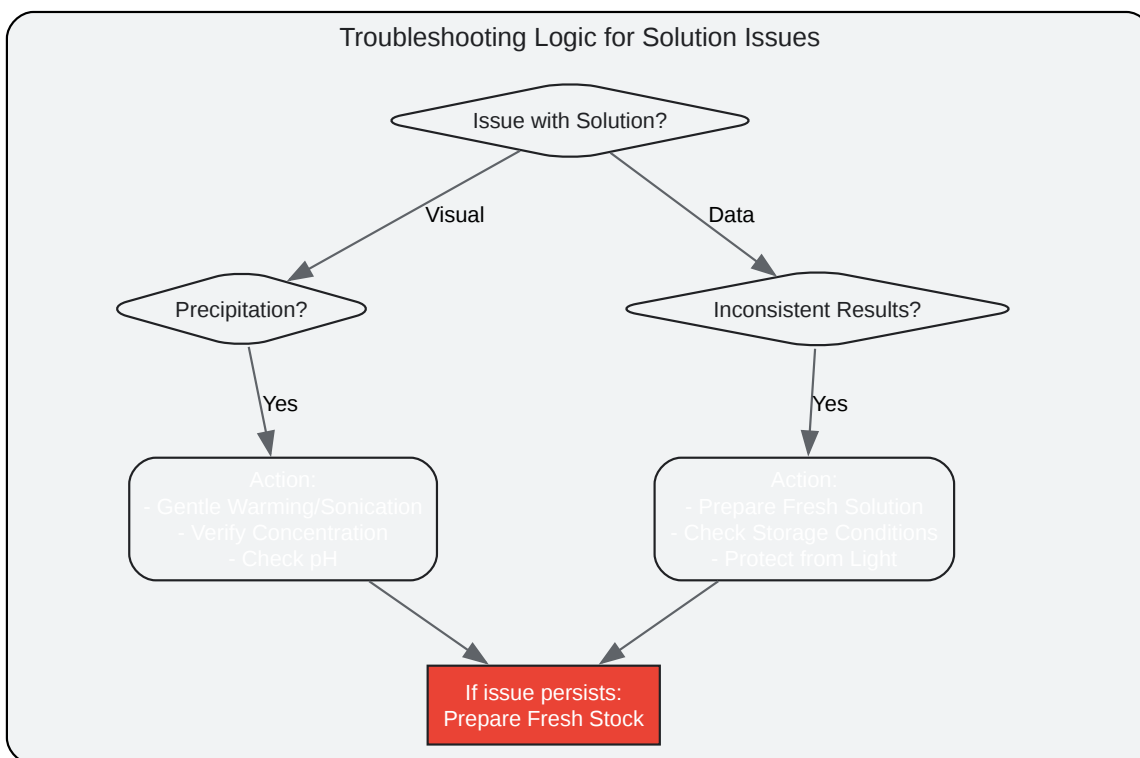 Troubleshooting Logic for Solution Issues
Issue with Solution?
Visual
Data
Precipitation?
Inconsistent Results?
Yes
Yes
Action:
- Gentle Warming/Sonication
- Verify Concentration
- Check pH
Action:
- Prepare Fresh Solution
- Check Storage Conditions
- Protect from Light
If issue persists:
Prepare Fresh Stock